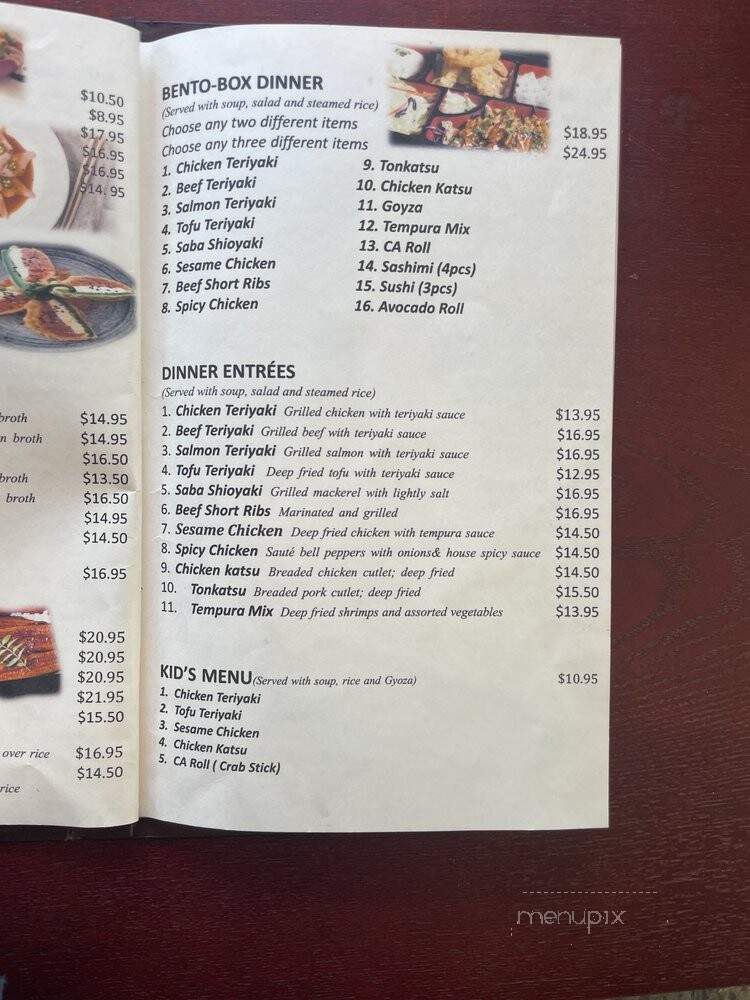 $10.50
$8.95
$17.95
$16.95
$16.95
$14.95
broth $14.95
n broth $14.95
$16.50
broth $13.50
broth $16.50
$14.95
$14.50
$16.95
$20.95
$20.95
$20.95
$21.95
$15.50
over rice $16.95
$14.50
rice
BENTO-BOX DINNER
(Served with soup, salad and steamed rice)
Choose any two different items $18.95
Choose any three different items $24.95
1. Chicken Teriyaki
2. Beef Teriyaki
3. Salmon Teriyaki
4. Tofu Teriyaki
5. Saba Shioyaki
6. Sesame Chicken
7. Beef Short Ribs
8. Spicy Chicken
9. Tonkatsu
10. Chicken Katsu
11. Goyza
12. Tempura Mix
13. CA Roll
14. Sashimi (4pcs)
15. Sushi (3pcs)
16. Avocado Roll
DINNER ENTRÉES
(Served with soup, salad and steamed rice)
1. Chicken Teriyaki Grilled chicken with teriyaki sauce $13.95
2. Beef Teriyaki Grilled beef with teriyaki sauce $16.95
3. Salmon Teriyaki Grilled salmon with teriyaki sauce $16.95
4. Tofu Teriyaki Deep fried tofu with teriyaki sauce $12.95
5. Saba Shioyaki Grilled mackerel with lightly salt $16.95
6. Beef Short Ribs Marinated and grilled $16.95
7. Sesame Chicken Deep fried chicken with tempura sauce $14.50
8. Spicy Chicken Sauté bell peppers with onions& house spicy sauce $14.50
9. Chicken katsu Breaded chicken cutlet; deep fried $14.50
10. Tonkatsu Breaded pork cutlet; deep fried $15.50
11. Tempura Mix Deep fried shrimps and assorted vegetables $13.95
KID'S MENU(Served with soup, rice and Gyoza) $10.95
1. Chicken Teriyaki
2. Tofu Teriyaki
3. Sesame Chicken
4. Chicken Katsu
5. CA Roll ( Crab Stick)
menupix